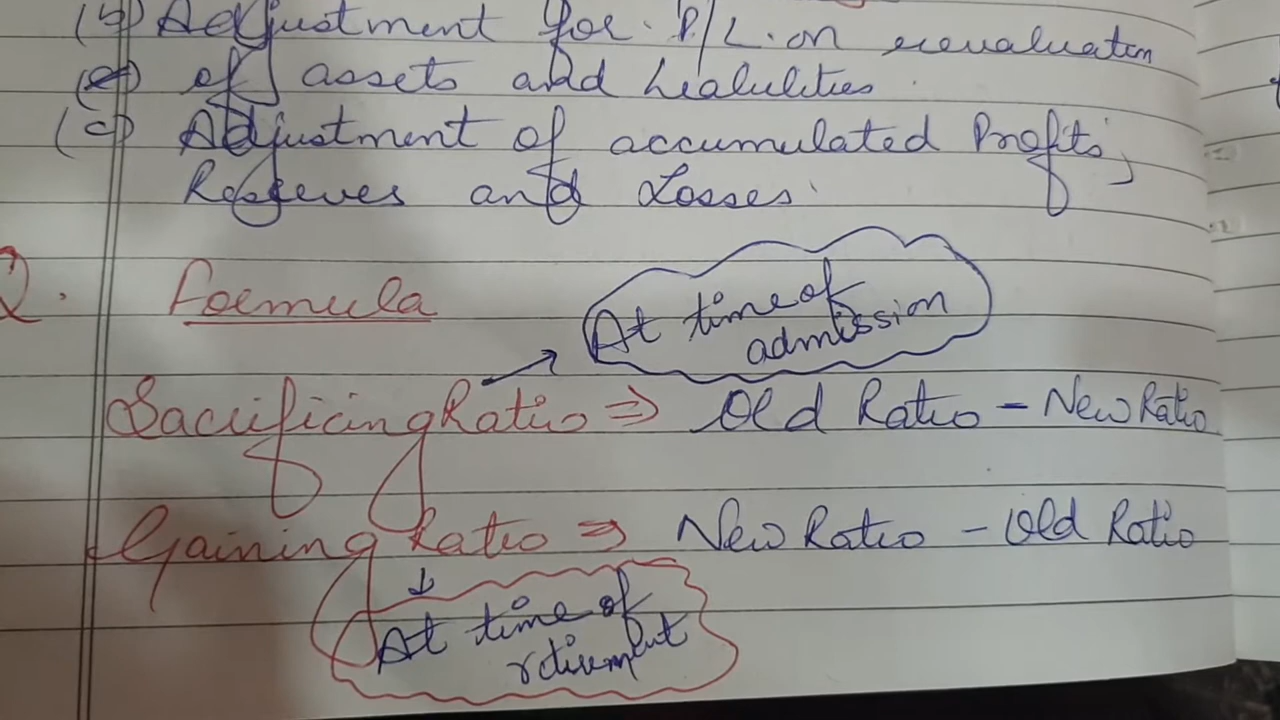 (b) Adjustment for P/L on revaluation
of assets and Liabilities.
(c) Adjustment of accumulated Profits,
Reserves and Losses.
2. Formula
At time of
admission
Sacrificing Ratio ⇒ Old Ratio - New Ratio
Gaining Ratio ⇒ New Ratio - Old Ratio
At time of
retirement